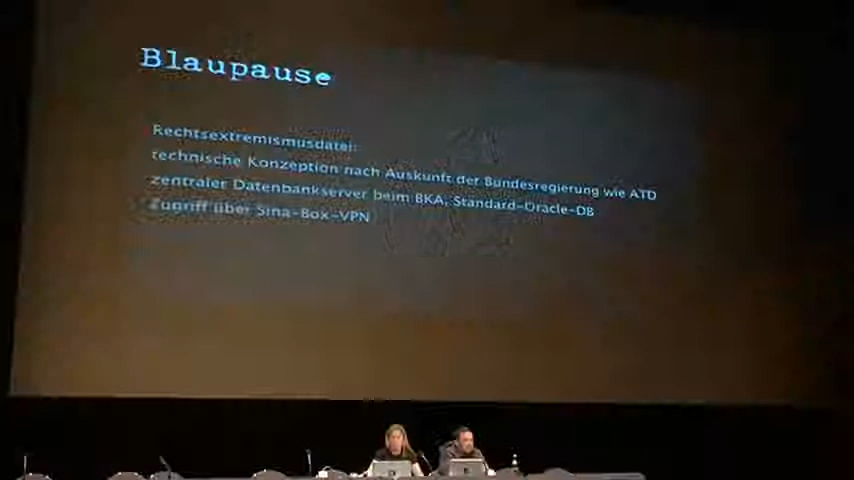 Blaupause
Rechtsextremismusdatei:
technische Konzeption nach Auskunft der Bundesregierung wie ATD
zentraler Datenbankserver beim BKA, Standard-Oracle-DB
Zugriff über Sina-Box-VPN